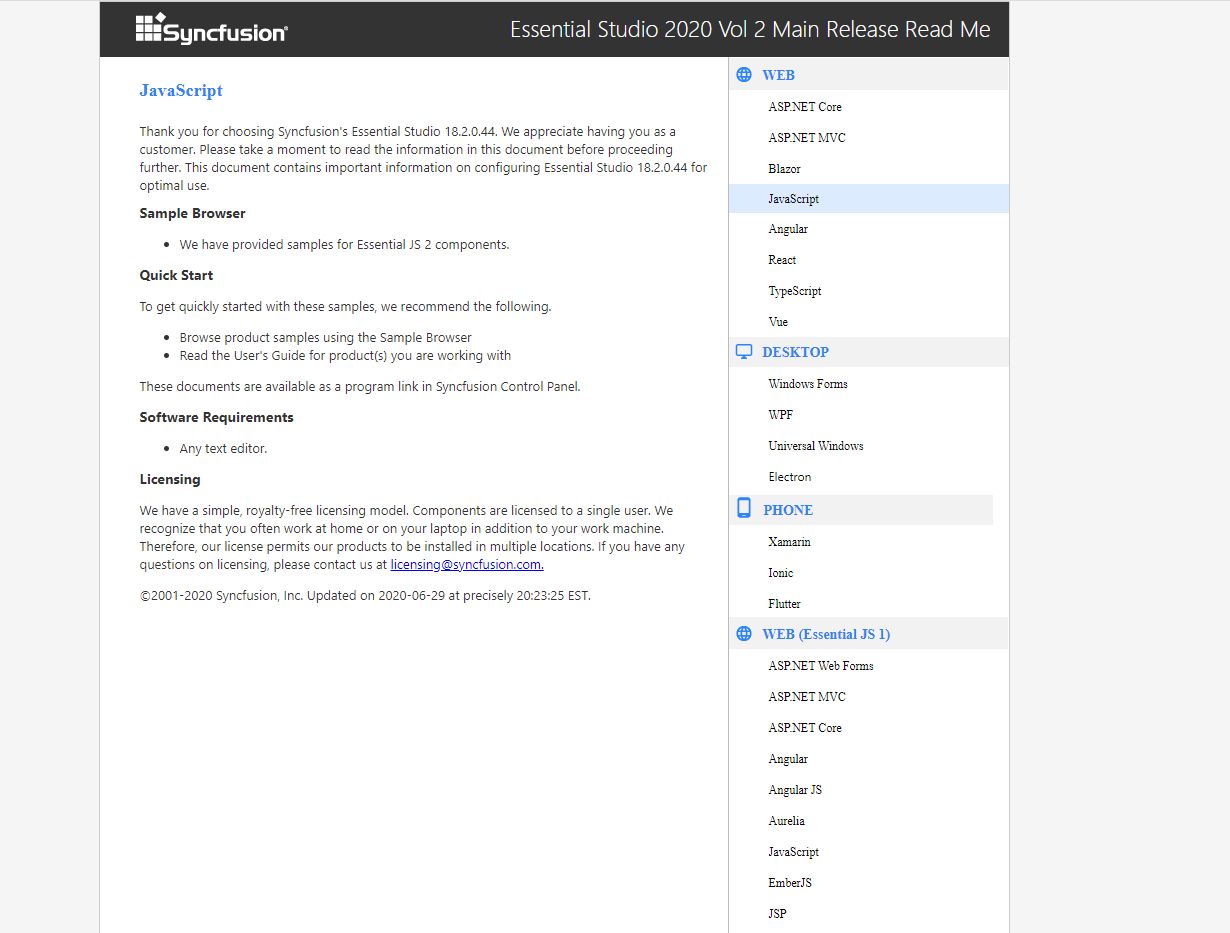 Syncfusion®
Essential Studio 2020 Vol 2 Main Release Read Me
JavaScript
Thank you for choosing Syncfusion's Essential Studio 18.2.0.44. We appreciate having you as a
customer. Please take a moment to read the information in this document before proceeding
further. This document contains important information on configuring Essential Studio 18.2.0.44 for
optimal use.
Sample Browser
• We have provided samples for Essential JS 2 components.
Quick Start
To get quickly started with these samples, we recommend the following.
• Browse product samples using the Sample Browser
• Read the User's Guide for product(s) you are working with
These documents are available as a program link in Syncfusion Control Panel.
Software Requirements
• Any text editor.
Licensing
We have a simple, royalty-free licensing model. Components are licensed to a single user. We
recognize that you often work at home or on your laptop in addition to your work machine.
Therefore, our license permits our products to be installed in multiple locations. If you have any
questions on licensing, please contact us at licensing@syncfusion.com.
©2001-2020 Syncfusion, Inc. Updated on 2020-06-29 at precisely 20:23:25 EST.
WEB
ASP.NET Core
ASP.NET MVC
Blazor
JavaScript
Angular
React
TypeScript
Vue
DESKTOP
Windows Forms
WPF
Universal Windows
Electron
PHONE
Xamarin
Ionic
Flutter
WEB (Essential JS 1)
ASP.NET Web Forms
ASP.NET MVC
ASP.NET Core
Angular
Angular JS
Aurelia
JavaScript
EmberJS
JSP